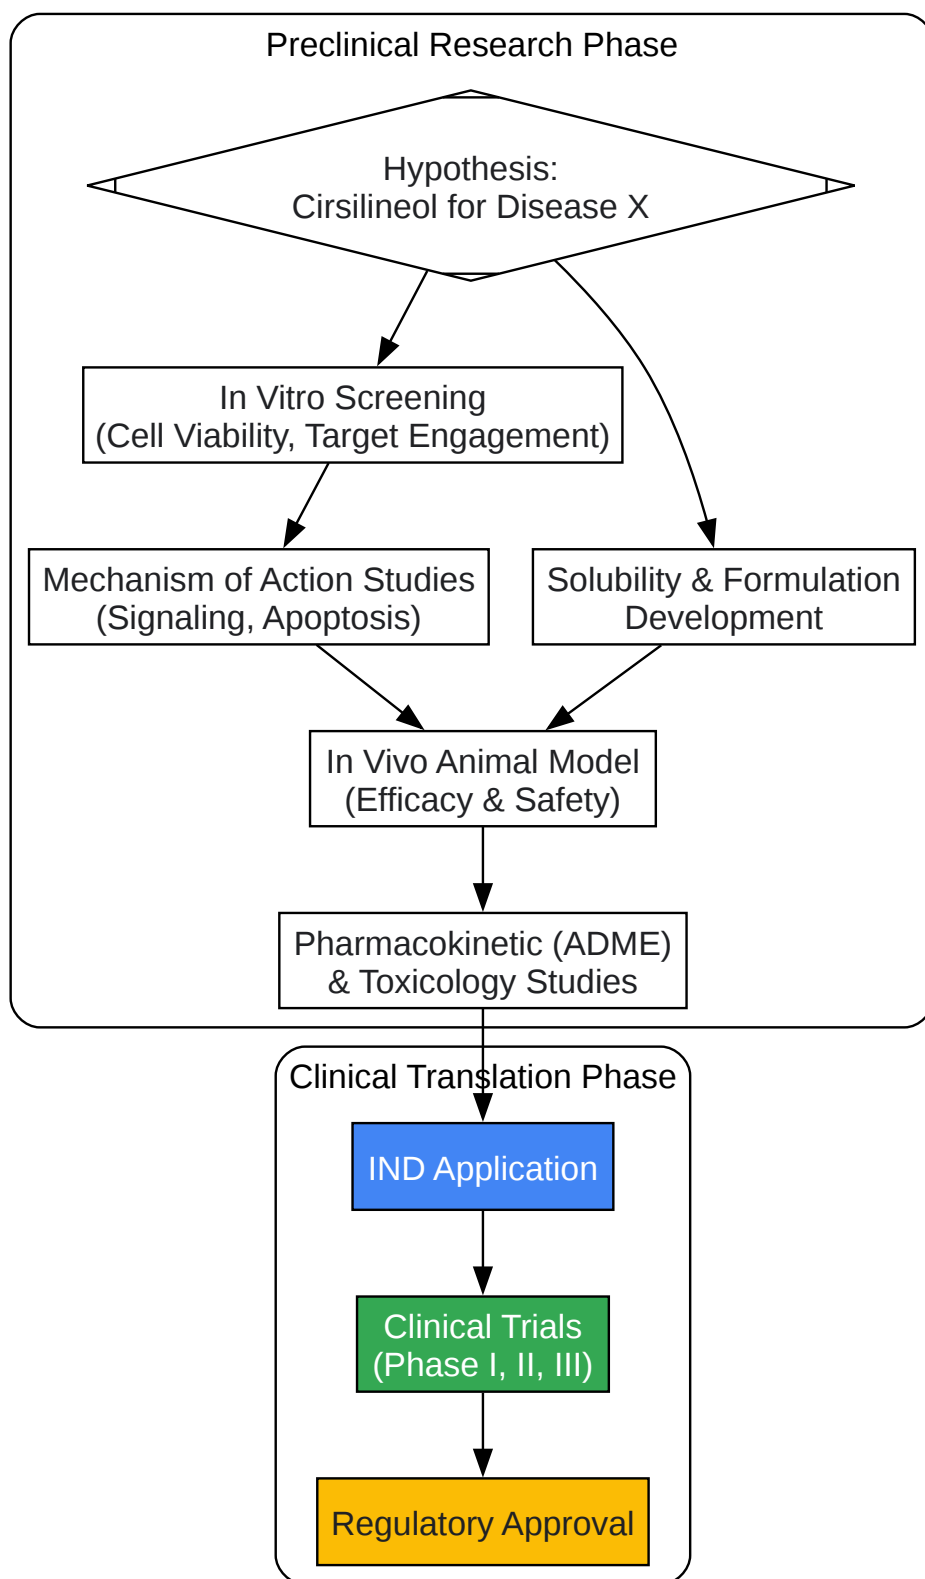 Preclinical Research Phase
Hypothesis:
Cirsilineol for Disease X
In Vitro Screening
(Cell Viability, Target Engagement)
Mechanism of Action Studies
(Signaling, Apoptosis)
Solubility & Formulation
Development
In Vivo Animal Model
(Efficacy & Safety)
Pharmacokinetic (ADME)
& Toxicology Studies
Clinical Translation Phase
IND Application
Clinical Trials
(Phase I, II, III)
Regulatory Approval